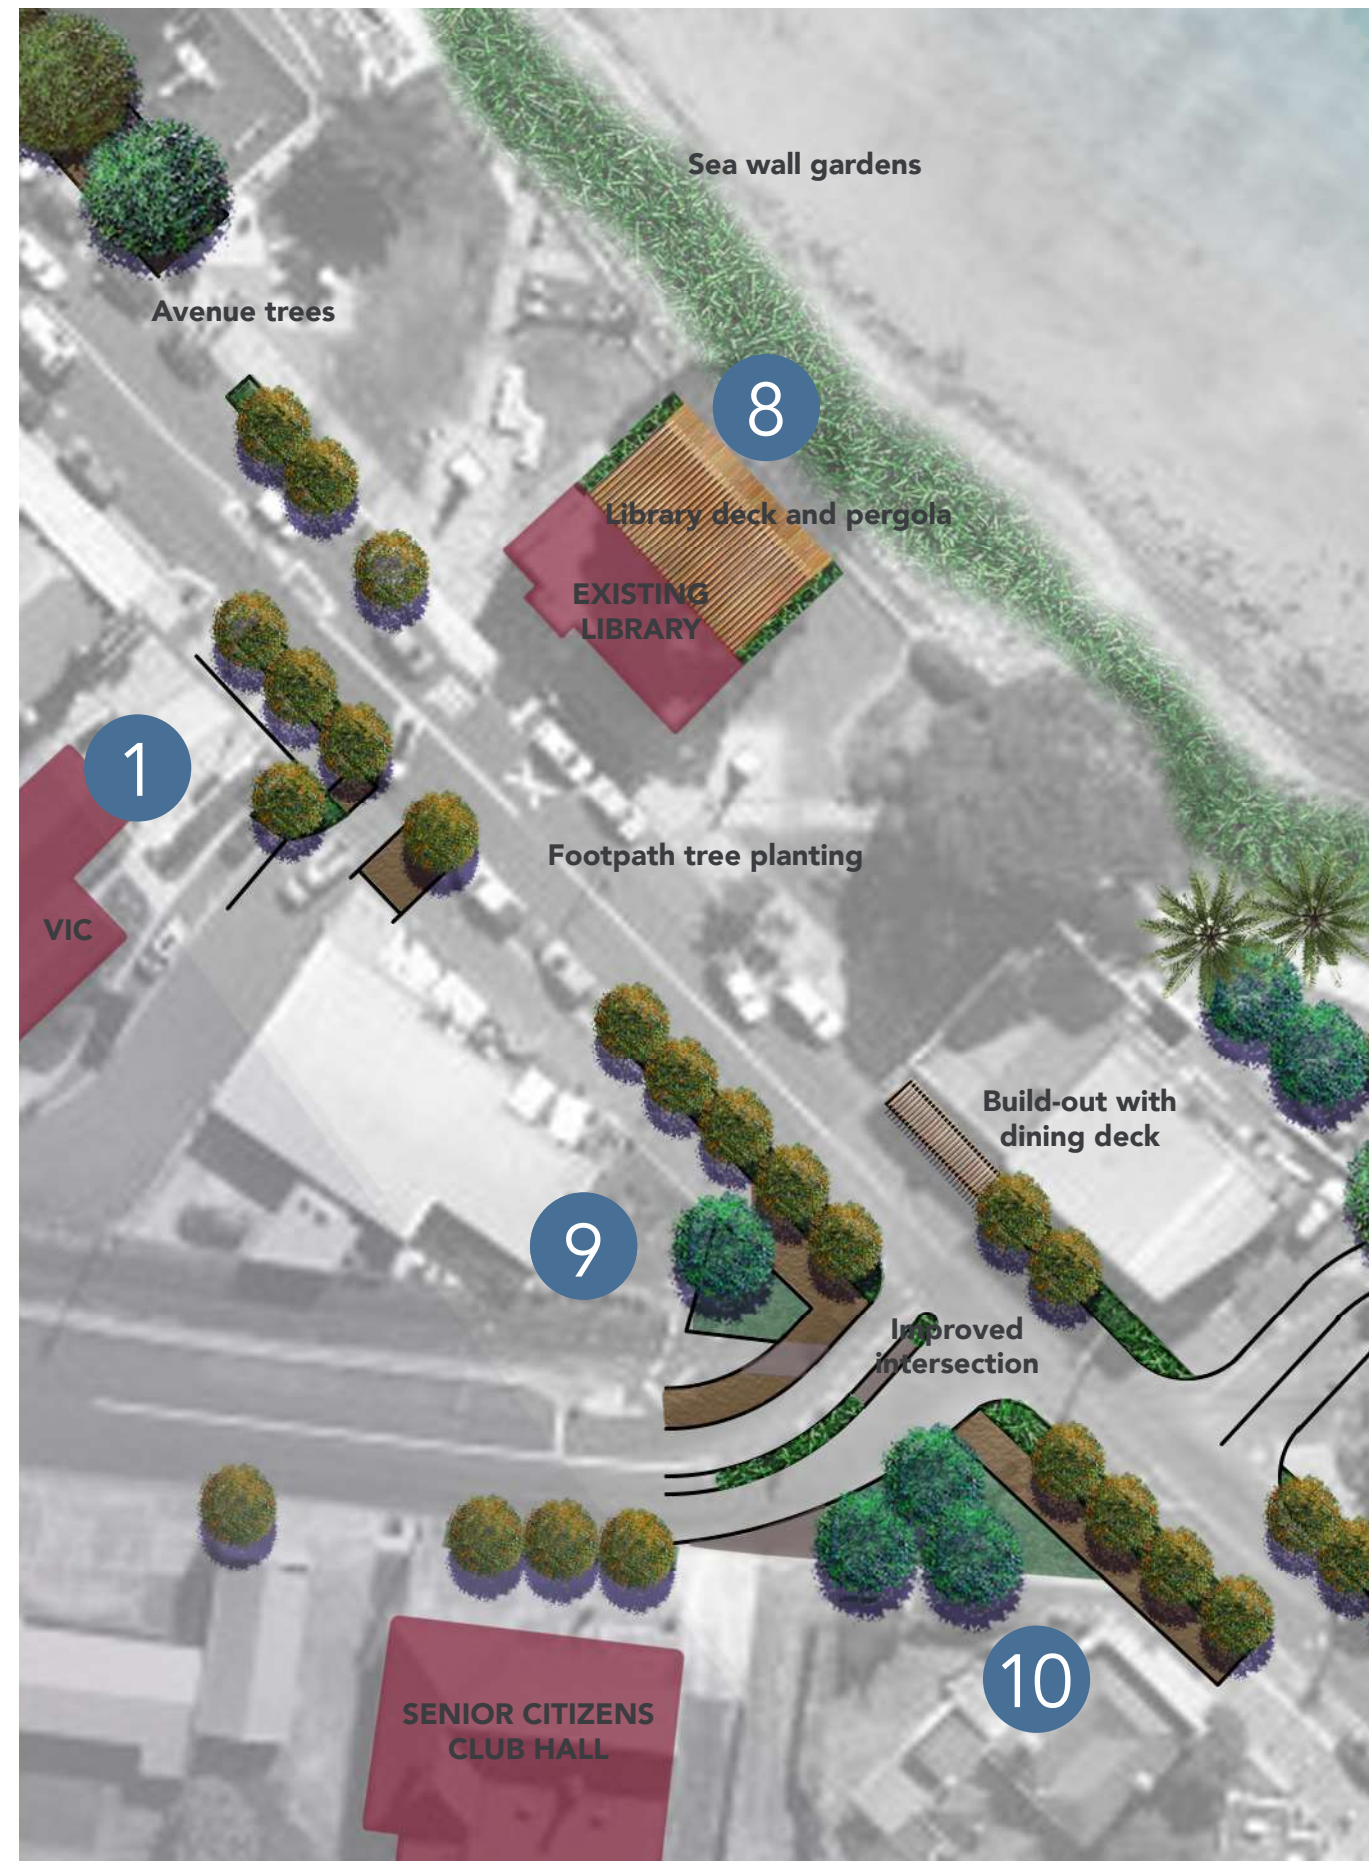 Sea wall gardens
Avenue trees
8
Library deck and pergola
EXISTING
LIBRARY
1
Footpath tree planting
VIC
Build-out with
dining deck
9
Improved
intersection
10
SENIOR CITIZENS
CLUB HALL